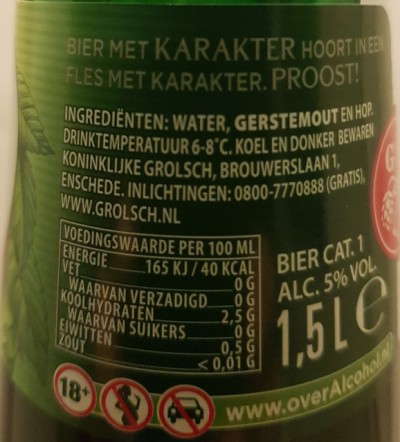 BIER MET KARAKTER HOORT IN EEN
FLES MET KARAKTER. PROOST!
INGREDIËNTEN: WATER, GERSTEMOUT EN HOP.
DRINKTEMPERATUUR 6-8°C. KOEL EN DONKER BEWAREN
KONINKLIJKE GROLSCH, BROUWERSLAAN 1,
ENSCHEDE. INLICHTINGEN: 0800-7770888 (GRATIS),
WWW.GROLSCH.NL
VOEDINGSWAARDE PER 100 ML
ENERGIE 165 KJ / 40 KCAL
VET 0 G
WAARVAN VERZADIGD 0 G
KOOLHYDRATEN 2,5 G
WAARVAN SUIKERS 0 G
EIWITTEN 0,5 G
ZOUT < 0,01 G
BIER CAT. 1
ALC. 5% VOL.
1,5 L e
18+
www.overAlcohol.nl